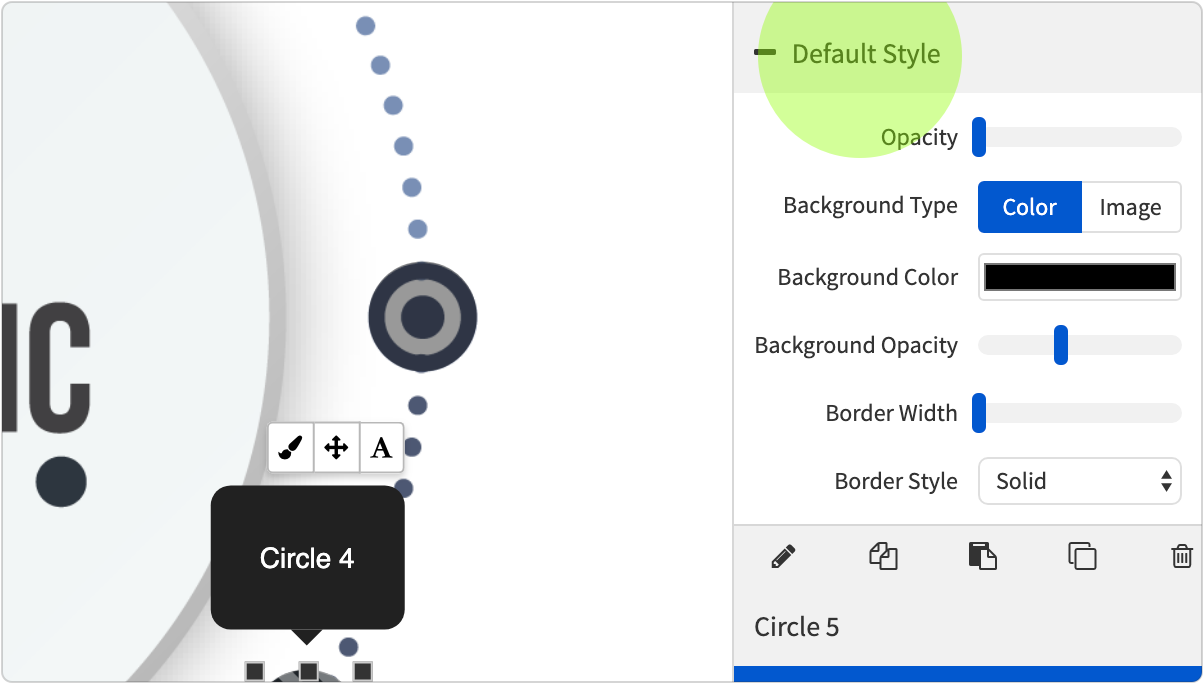 Default Style
Opacity
Background Type
Color
Image
Background Color
Background Opacity
IC
Border Width
A
Border Style
Solid
Circle 4
Circle 5